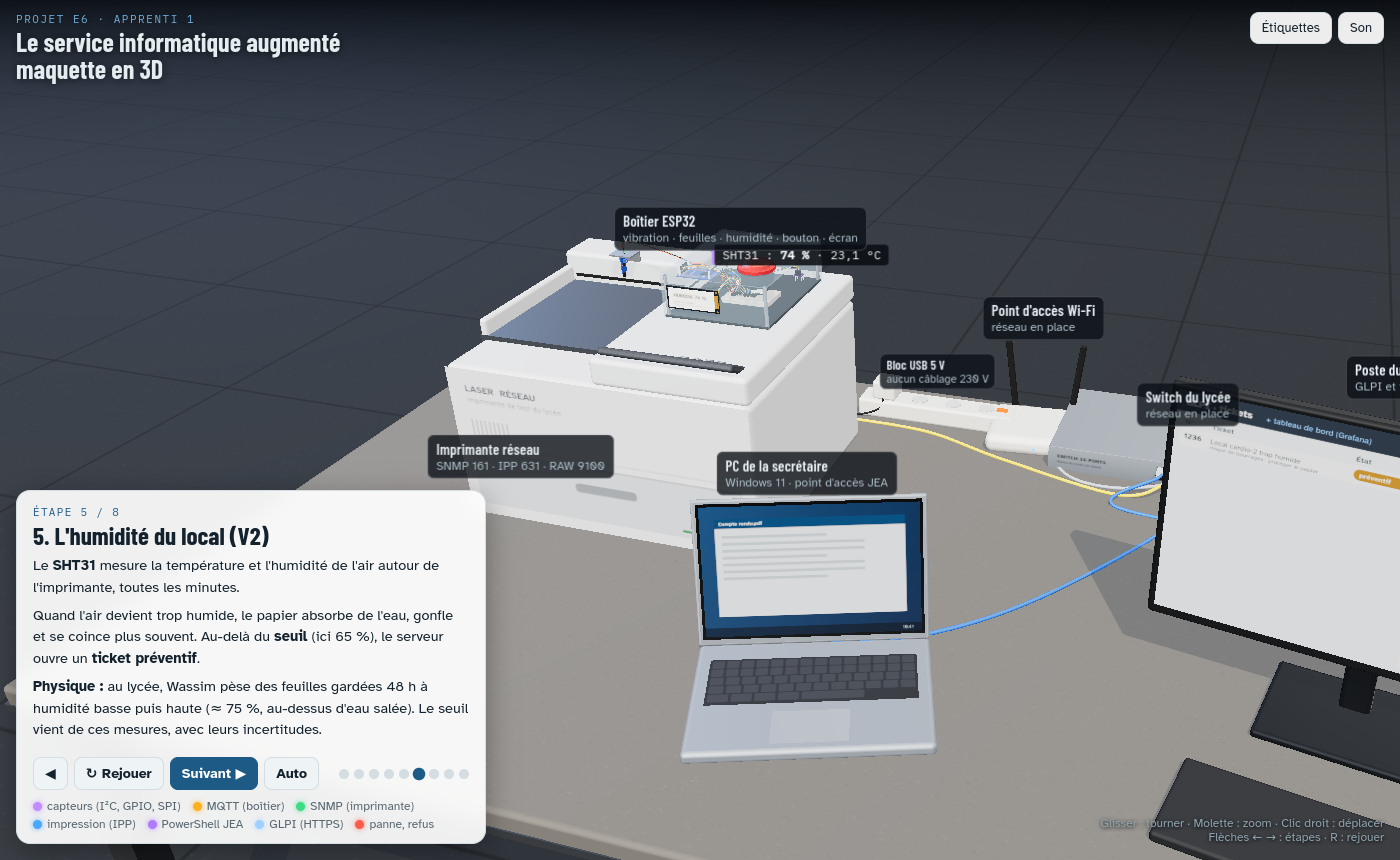 PROJET E6 · APPRENTI 1
Le service informatique augmenté
maquette en 3D
Étiquettes
Son
Boîtier ESP32
vibration · feuilles · humidité · bouton · écran
SHT31 : 74 % · 23,1 °C
Point d'accès Wi-Fi
réseau en place
Bloc USB 5 V
aucun câblage 230 V
Poste du
GLPI et
Switch du lycée
réseau en place
+ tableau de bord (Grafana)
Ticket
État
1236
Local cardio 2 trop humide
préventif
LASER RÉSEAU
imprimante de test du lycée
Imprimante réseau
SNMP 161 · IPP 631 · RAW 9100
PC de la secrétaire
Windows 11 · point d'accès JEA
Compte rendu.pdf
ÉTAPE 5 / 8
5. L'humidité du local (V2)
Le SHT31 mesure la température et l'humidité de l'air autour de
l'imprimante, toutes les minutes.
Quand l'air devient trop humide, le papier absorbe de l'eau, gonfle
et se coince plus souvent. Au-delà du seuil (ici 65 %), le serveur
ouvre un ticket préventif.
Physique : au lycée, Wassim pèse des feuilles gardées 48 h à
humidité basse puis haute (≈ 75 %, au-dessus d'eau salée). Le seuil
vient de ces mesures, avec leurs incertitudes.
◀
↻ Rejouer
Suivant ▶
Auto
capteurs (I²C, GPIO, SPI) MQTT (boîtier) SNMP (imprimante)
impression (IPP) PowerShell JEA GLPI (HTTPS) panne, refus
Glisser : tourner · Molette : zoom · Clic droit : déplacer
Flèches ← → : étapes · R : rejouer